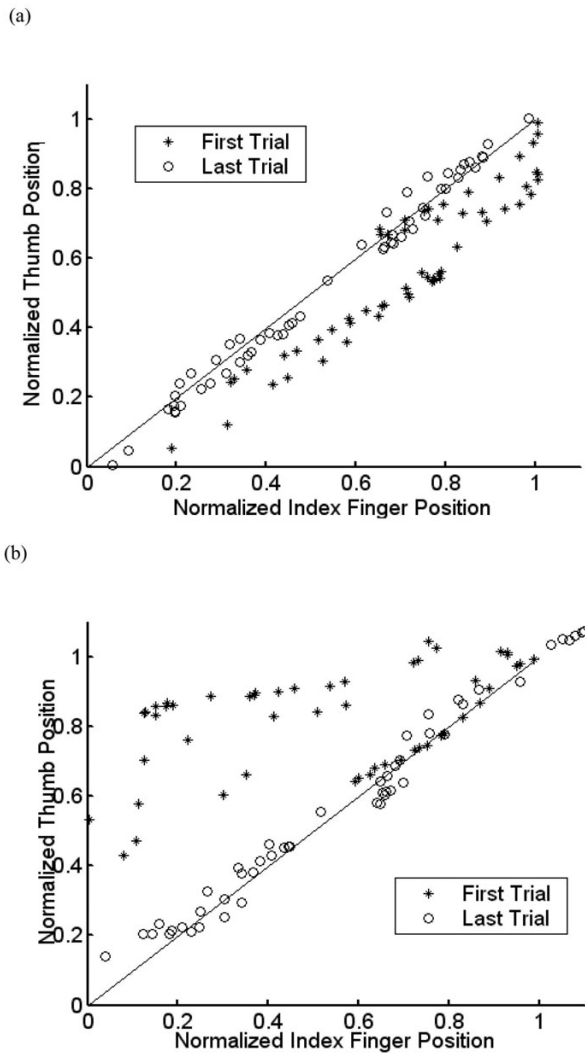 (a)
Normalized Thumb Position
1
0.8
0.6
0.4
0.2
0
First Trial
Last Trial
0 0.2 0.4 0.6 0.8 1
Normalized Index Finger Position
(b)
Normalized Thumb Position
1
0.8
0.6
0.4
0.2
0
First Trial
Last Trial
0 0.2 0.4 0.6 0.8 1
Normalized Index Finger Position